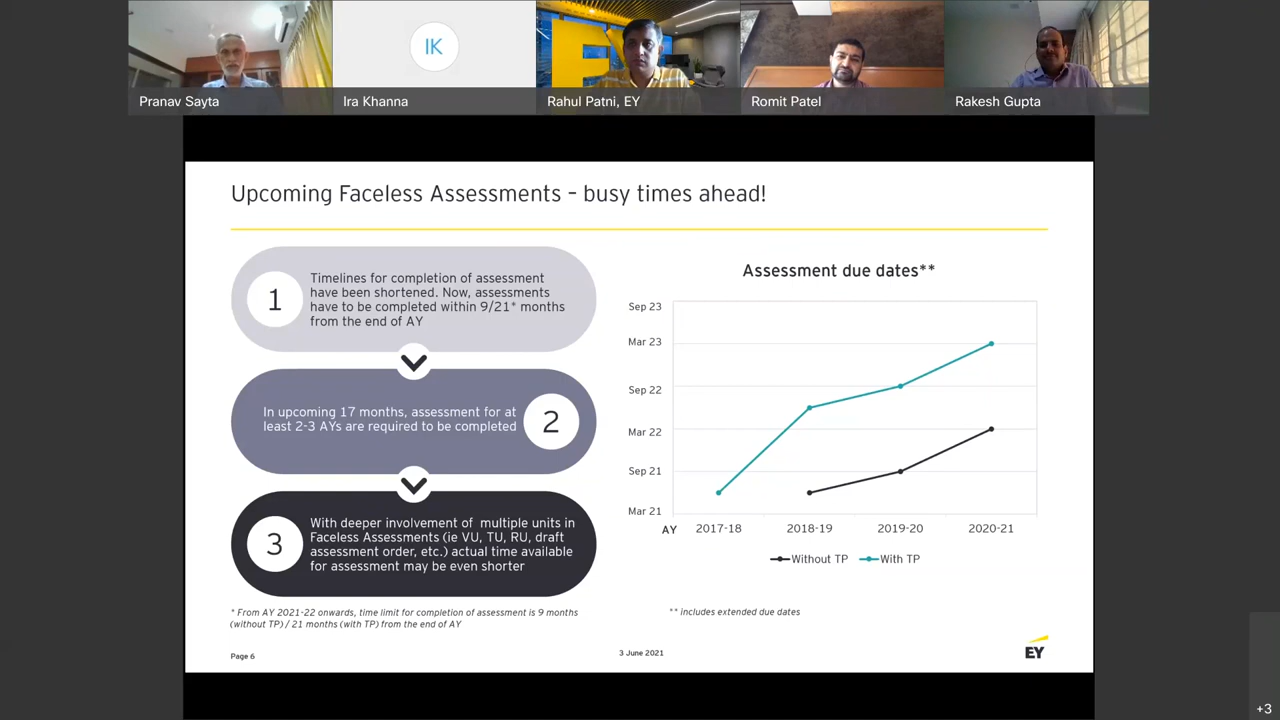 IK
EY
Pranav Sayta
Ira Khanna
Rahul Patni, EY
Romit Patel
Rakesh Gupta
Upcoming Faceless Assessments – busy times ahead!
1
Timelines for completion of assessment
have been shortened. Now, assessments
have to be completed within 9/21* months
from the end of AY
In upcoming 17 months, assessment for at
least 2-3 AYs are required to be completed
2
3
With deeper involvement of multiple units in
Faceless Assessments (ie VU, TU, RU, draft
assessment order, etc.) actual time available
for assessment may be even shorter
* From AY 2021-22 onwards, time limit for completion of assessment is 9 months
(without TP) / 21 months (with TP) from the end of AY
Assessment due dates**
Sep 23
Mar 23
Sep 22
Mar 22
Sep 21
Mar 21
AY 2017-18 2018-19 2019-20 2020-21
Without TP With TP
** includes extended due dates
Page 6
3 June 2021
EY
+3